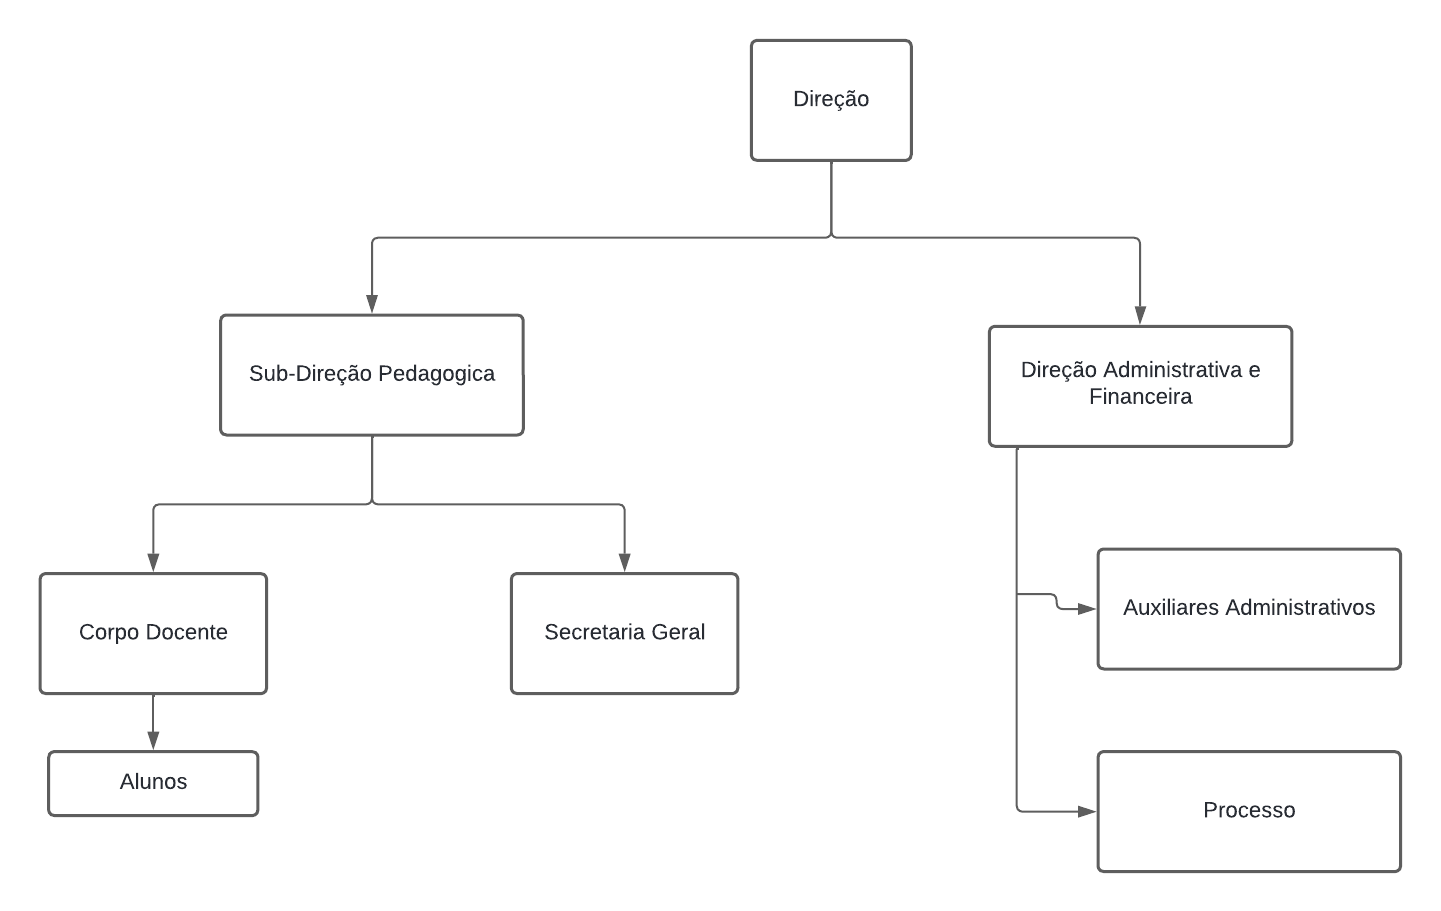 Direção
Sub-Direção Pedagogica
Direção Administrativa e
Financeira
Corpo Docente
Secretaria Geral
Auxiliares Administrativos
Alunos
Processo